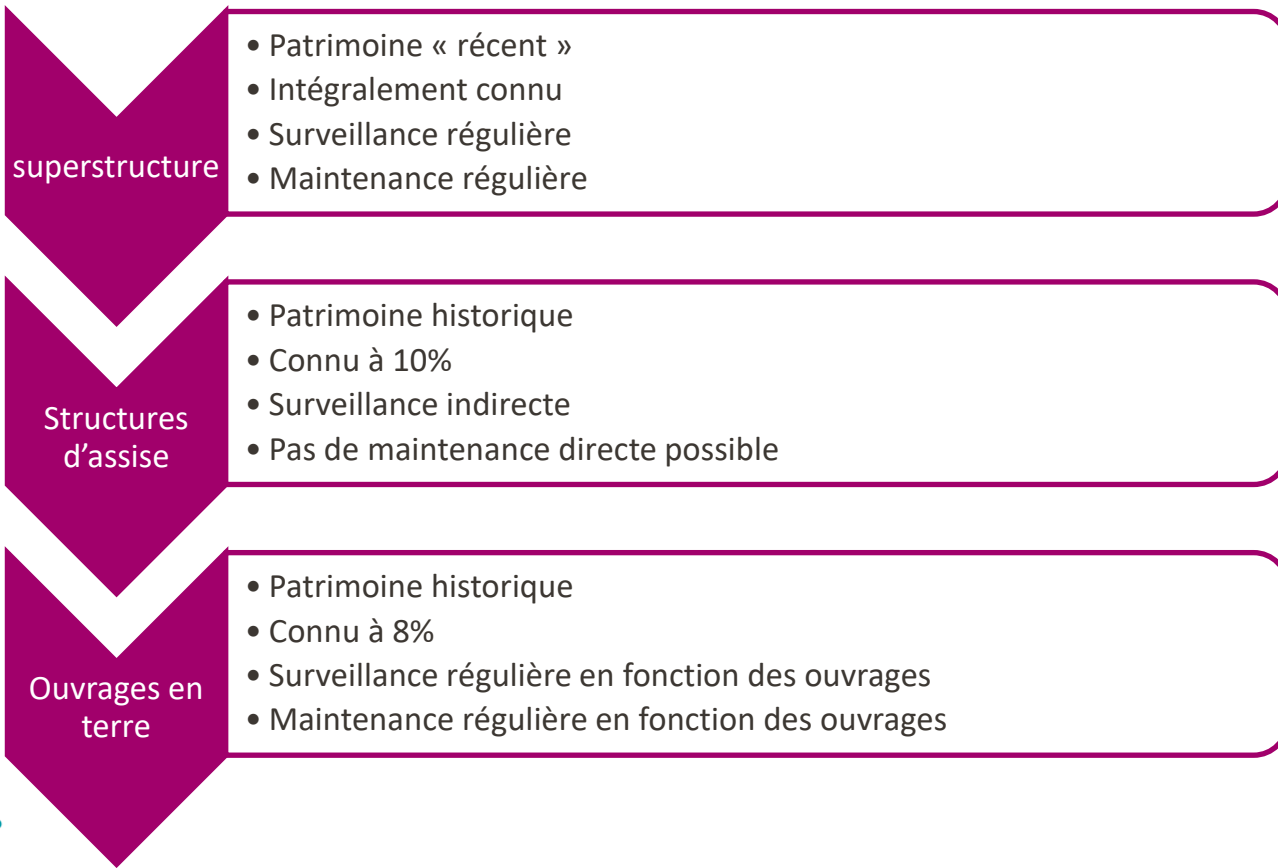 superstructure
• Patrimoine « récent »
• Intégralement connu
• Surveillance régulière
• Maintenance régulière
Structures
d’assise
• Patrimoine historique
• Connu à 10%
• Surveillance indirecte
• Pas de maintenance directe possible
Ouvrages en
terre
• Patrimoine historique
• Connu à 8%
• Surveillance régulière en fonction des ouvrages
• Maintenance régulière en fonction des ouvrages